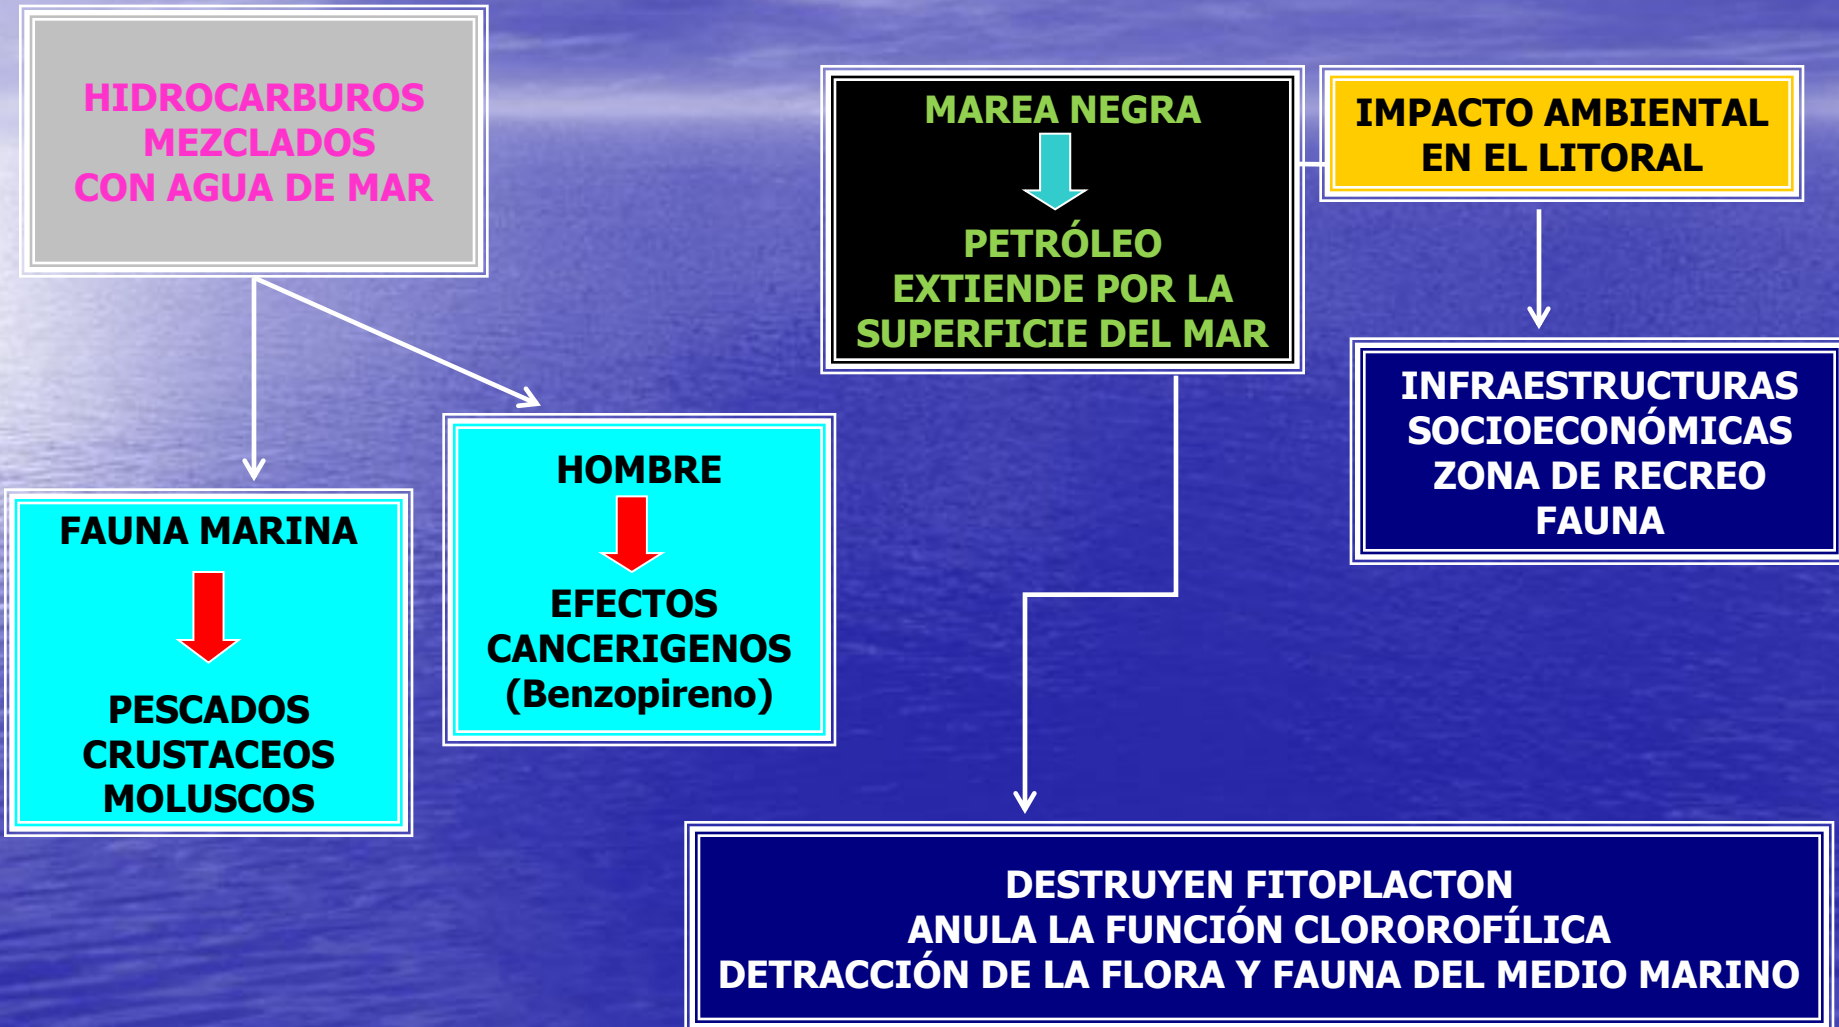 HIDROCARBUROS
MEZCLADOS
CON AGUA DE MAR
MAREA NEGRA
PETRÓLEO
EXTIENDE POR LA
SUPERFICIE DEL MAR
IMPACTO AMBIENTAL
EN EL LITORAL
INFRAESTRUCTURAS
SOCIOECONÓMICAS
ZONA DE RECREO
FAUNA
FAUNA MARINA
PESCADOS
CRUSTACEOS
MOLUSCOS
HOMBRE
EFECTOS
CANCERIGENOS
(Benzopireno)
DESTRUYEN FITOPLACTON
ANULA LA FUNCIÓN CLOROROFÍLICA
DETRACCIÓN DE LA FLORA Y FAUNA DEL MEDIO MARINO